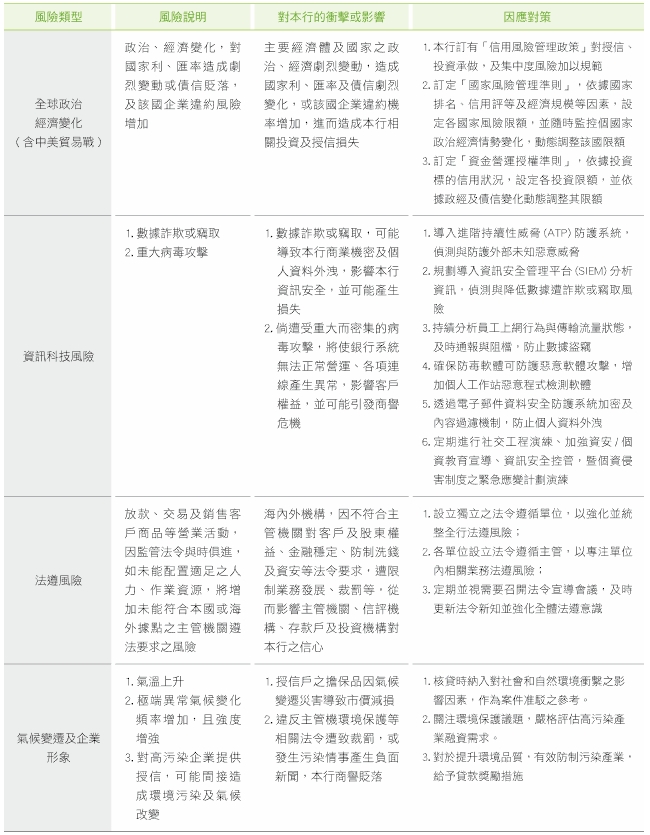 風險類型
風險說明
對本行的衝擊或影響
因應對策
全球政治
經濟變化
（含中美貿易戰）
政治、經濟變化，對
國家利、匯率造成劇
烈變動或債信貶落，
及該國企業違約風險
增加
主要經濟體及國家之政
治、經濟劇烈變動，造成
國家利、匯率及債信劇烈
變化，或該國企業違約機
率增加，進而造成本行相
關投資及授信損失
1. 本行訂有「信用風險管理政策」對授信、
投資承做，及集中度風險加以規範
2. 訂定「國家風險管理準則」，依據國家
排名、信用評等及經濟規模等因素，設
定各國家風險限額，並隨時監控個國家
政治經濟情勢變化，動態調整該國限額
3. 訂定「資金營運授權準則」，依據投資
標的信用狀況，設定各投資限額，並依
據政經及債信變化動態調整其限額
資訊科技風險
1. 數據詐欺或竊取
2. 重大病毒攻擊
1. 數據詐欺或竊取，可能
導致本行商業機密及個
人資料外洩，影響本行
資訊安全，並可能產生
損失
2. 倘遭受重大而密集的病
毒攻擊，將使銀行系統
無法正常營運、各項連
線產生異常，影響客戶
權益，並可能引發商譽
危機
1. 導入進階持續性威脅(ATP)防護系統，
偵測與防護外部未知惡意威脅
2. 規劃導入資訊安全管理平台(SIEM)分析
資訊，偵測與降低數據遭詐欺或竊取風
險
3. 持續分析員工上網行為與傳輸流量狀態，
及時通報與阻檔，防止數據盜竊
4. 確保防毒軟體可防護惡意軟體攻擊，增
加個人工作站惡意程式檢測軟體
5. 透過電子郵件資料安全防護系統加密及
內容過濾機制，防止個人資料外洩
6. 定期進行社交工程演練、加強資安/個
資教育宣導、資訊安全控管，暨個資侵
害制度之緊急應變計劃演練
法遵風險
放款、交易及銷售客
戶商品等營業活動，
因監管法令與時俱進，
如未能配置適足之人
力、作業資源，將增
加未能符合本國或海
外據點之主管機關遵
法要求之風險
海內外機構，因不符合主
管機關對客戶及股東權
益、金融穩定、防制洗錢
及資安等法令要求，遭限
制業務發展、裁罰等，從
而影響主管機關、信評機
構、存款戶及投資機構對
本行之信心
1. 設立獨立之法令遵循單位，以強化並統
整全行法遵風險；
2. 各單位設立法令遵循主管，以專注單位
內相關業務法遵風險；
3. 定期並視需要召開法令宣導會議，及時
更新法令新知並強化全體法遵意識
氣候變遷及企業
形象
1. 氣溫上升
2. 極端異常氣候變化
頻率增加，且強度
增強
3. 對高污染企業提供
授信，可能間接造
成環境污染及氣候
改變
1. 授信戶之擔保品因氣候
變遷災害導致市價減損
2. 違反主管機環境保護等
相關法令遭致裁罰，或
發生污染情事產生負面
新聞，本行商譽貶落
1. 核貸時納入對社會和自然環境衝擊之影
響因素，作為案件准駁之參考。
2. 關注環境保護議題，嚴格評估高污染產
業融資需求。
3. 對於提升環境品質，有效防制污染產業，
給予貸款獎勵措施